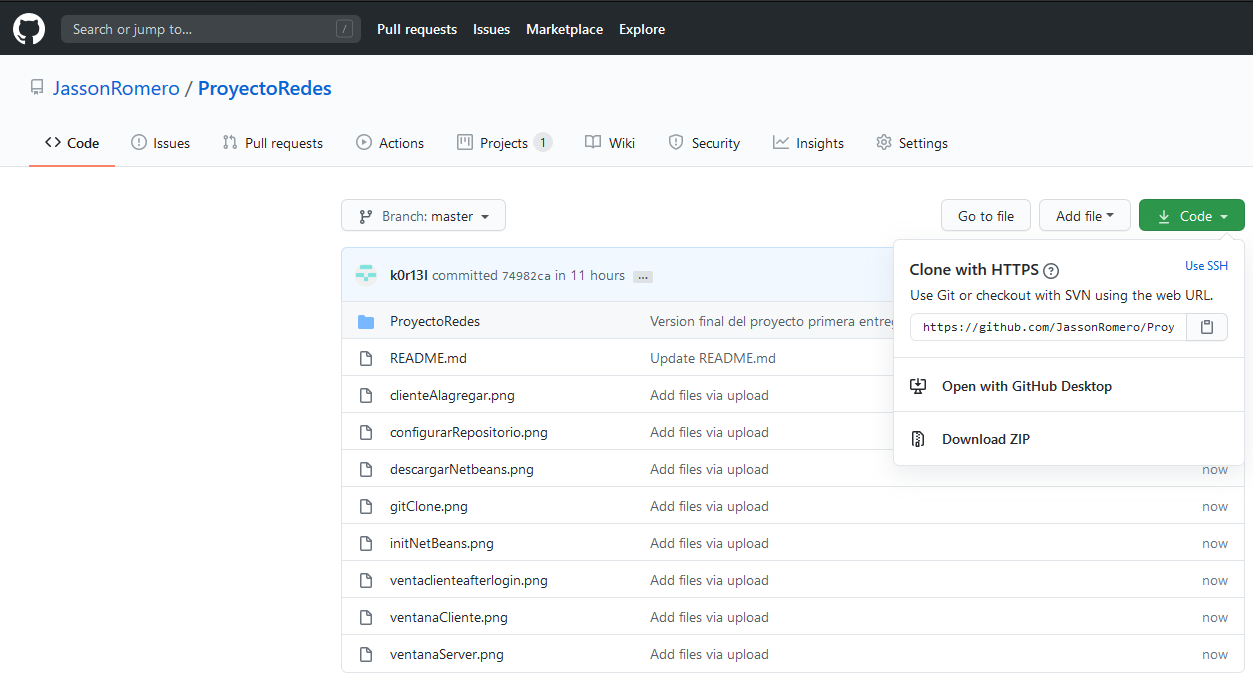 Search or jump to... /
Pull requests Issues Marketplace Explore
JassonRomero / ProyectoRedes
Code Issues Pull requests Actions Projects 1 Wiki Security Insights Settings
Branch: master Go to file Add file Code
k0r13l committed 74982ca in 11 hours ...
Clone with HTTPS ? Use SSH
Use Git or checkout with SVN using the web URL.
https://github.com/JassonRomero/Proy
Open with GitHub Desktop
Download ZIP
ProyectoRedes Version final del proyecto primera entre
README.md Update README.md
clienteAlagregar.png Add files via upload
configurarRepositorio.png Add files via upload
descargarNetbeans.png Add files via upload now
gitClone.png Add files via upload now
initNetBeans.png Add files via upload now
ventaclienteafterlogin.png Add files via upload now
ventanaCliente.png Add files via upload now
ventanaServer.png Add files via upload now